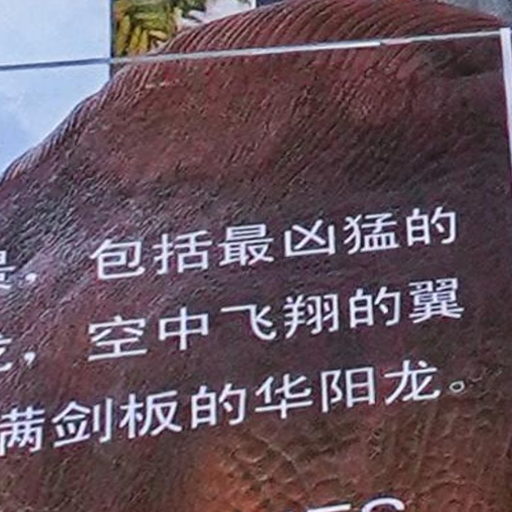 ，包括最凶猛的
，空中飞翔的翼
满剑板的华阳龙。